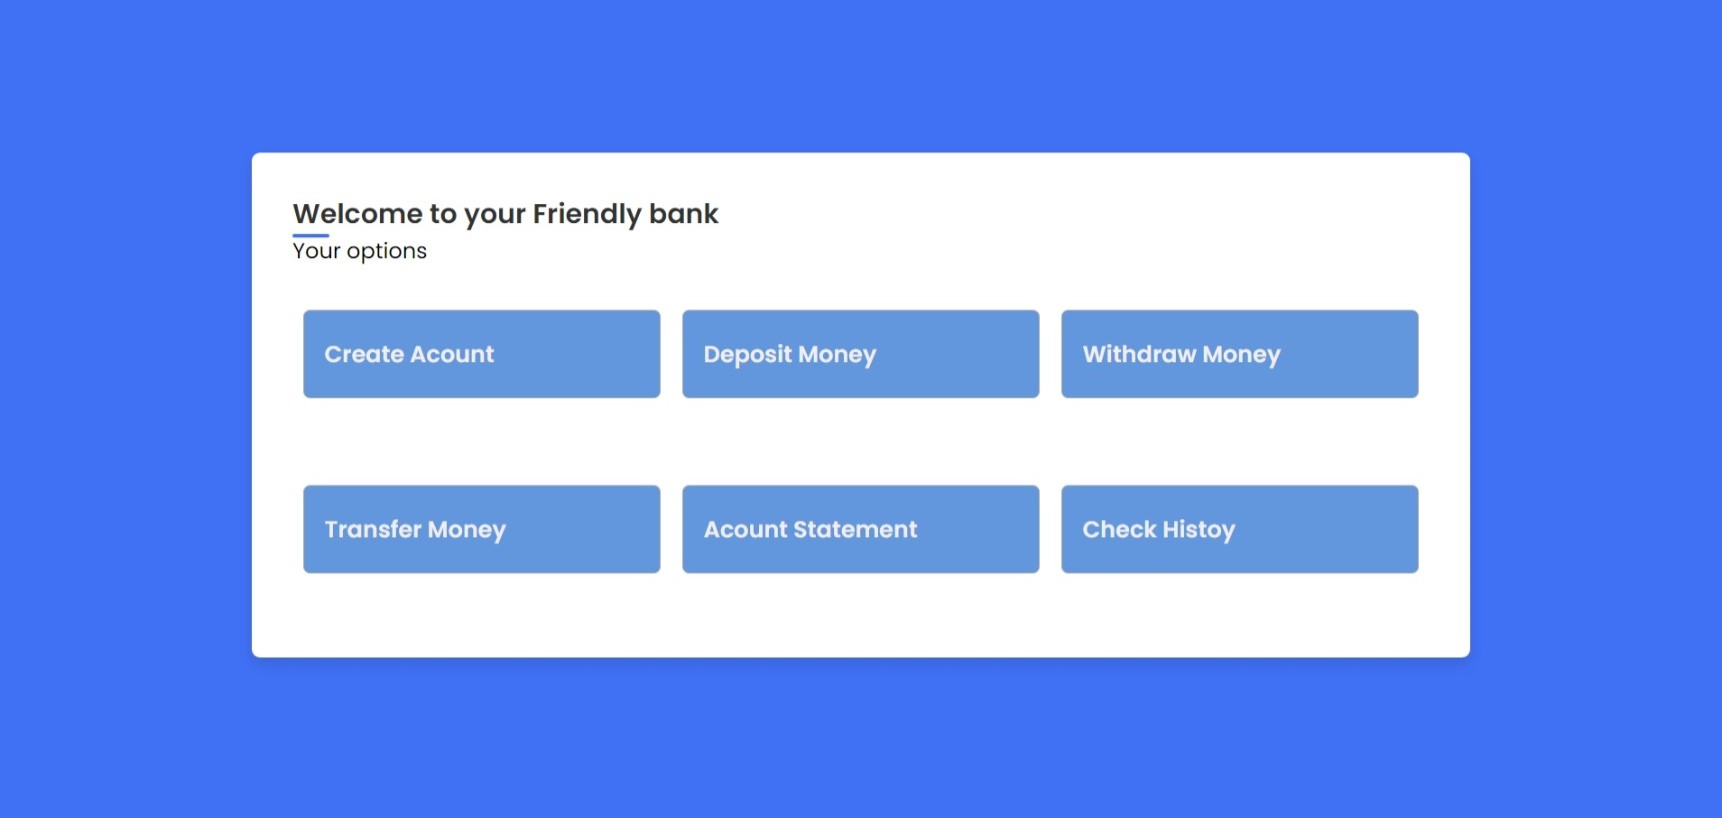 Welcome to your Friendly bank
Your options
Create Acount
Deposit Money
Withdraw Money
Transfer Money
Acount Statement
Check Histoy